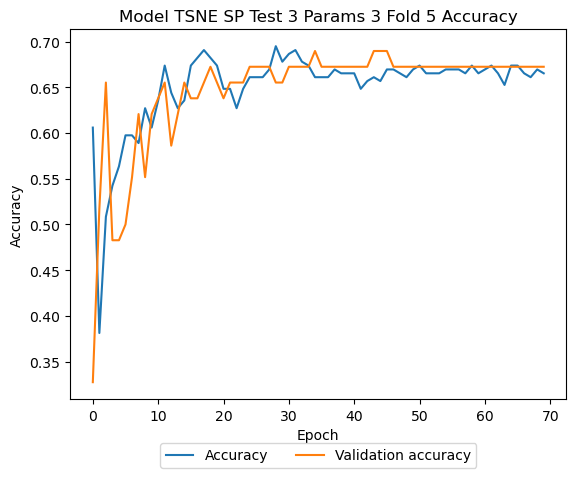 Model TSNE SP Test 3 Params 3 Fold 5 Accuracy
0.70
0.65
0.60
0.55
0.50
0.45
0.40
0.35
Accuracy
0 10 20 30 40 50 60 70
Epoch
Accuracy Validation accuracy